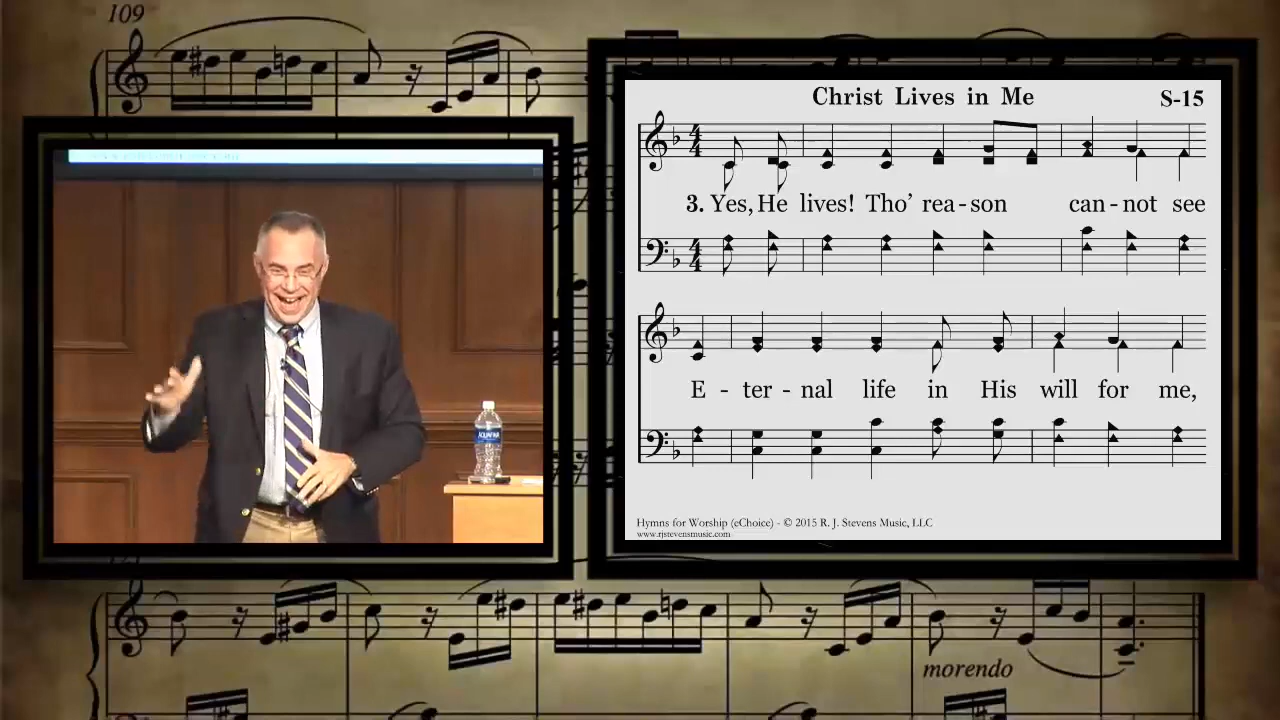 109
Christ Lives in Me
S-15
3. Yes, He lives! Tho' rea - son can - not see
E - ter - nal life in His will for me,
Hymns for Worship (eChoice) - © 2015 R. J. Stevens Music, LLC
www.rjstevensmusic.com
AQUAFINA
morendo